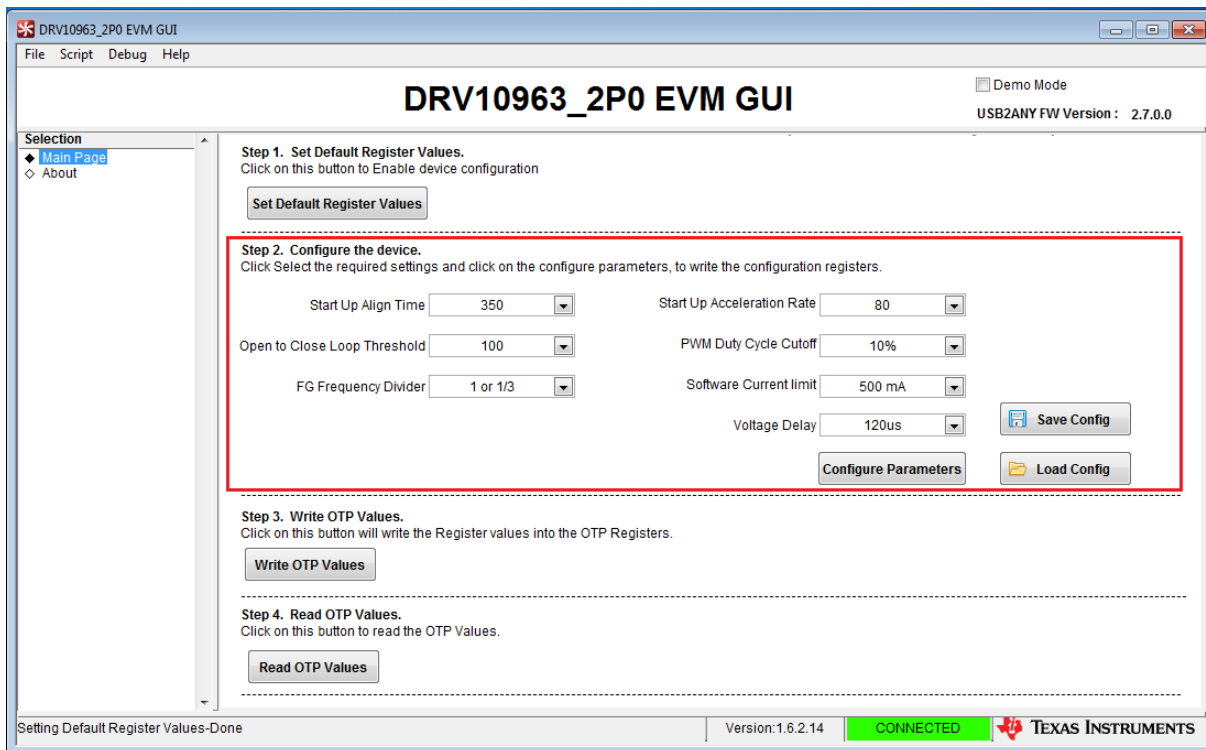 DRV10963_2P0 EVM GUI
File Script Debug Help
DRV10963_2P0 EVM GUI
Demo Mode
USB2ANY FW Version : 2.7.0.0
Selection
Main Page
About
Step 1. Set Default Register Values.
Click on this button to Enable device configuration
Set Default Register Values
Step 2. Configure the device.
Click Select the required settings and click on the configure parameters, to write the configuration registers.
Start Up Align Time 350 Start Up Acceleration Rate 80
Open to Close Loop Threshold 100 PWM Duty Cycle Cutoff 10%
FG Frequency Divider 1 or 1/3 Software Current limit 500 mA
Voltage Delay 120us Save Config
Configure Parameters Load Config
Step 3. Write OTP Values.
Click on this button will write the Register values into the OTP Registers.
Write OTP Values
Step 4. Read OTP Values.
Click on this button to read the OTP Values.
Read OTP Values
Setting Default Register Values-Done Version:1.6.2.14 CONNECTED TEXAS INSTRUMENTS